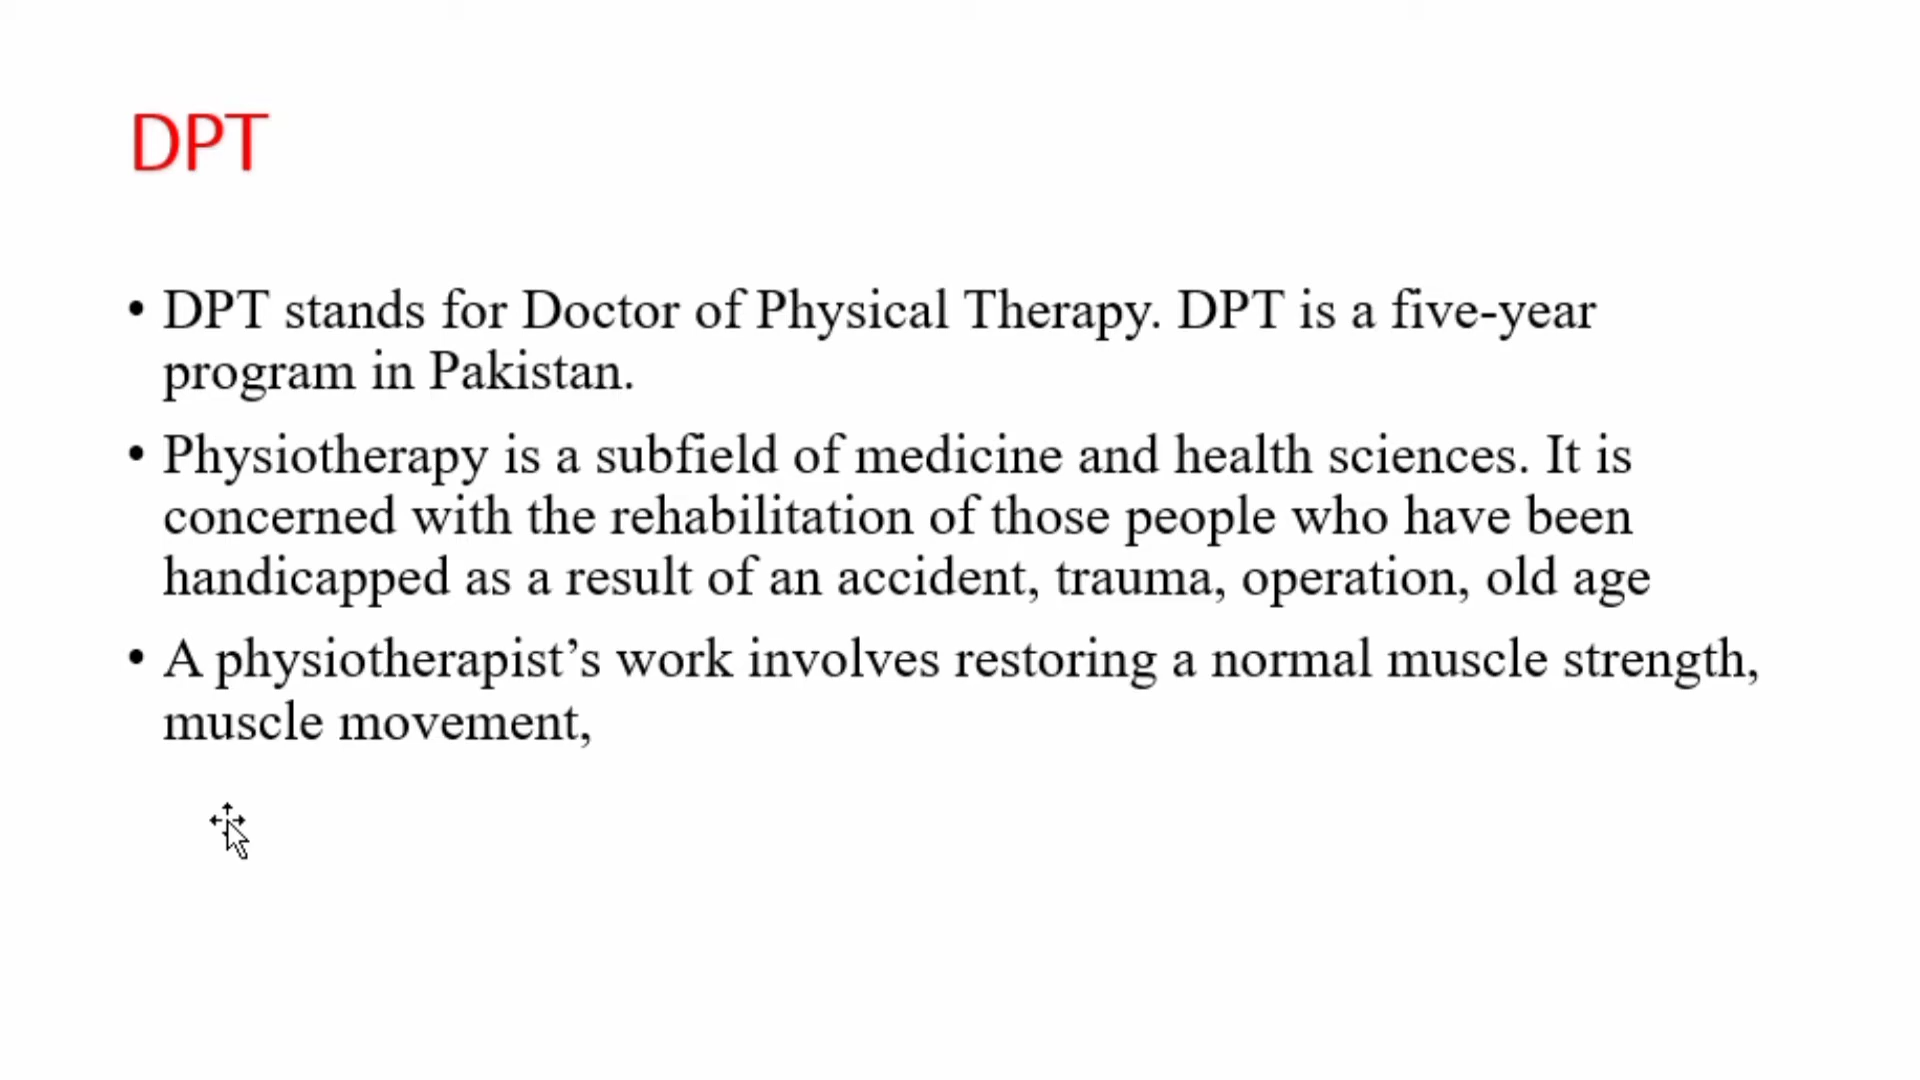 DPT
• DPT stands for Doctor of Physical Therapy. DPT is a five-year
program in Pakistan.
• Physiotherapy is a subfield of medicine and health sciences. It is
concerned with the rehabilitation of those people who have been
handicapped as a result of an accident, trauma, operation, old age
• A physiotherapist’s work involves restoring a normal muscle strength,
muscle movement,